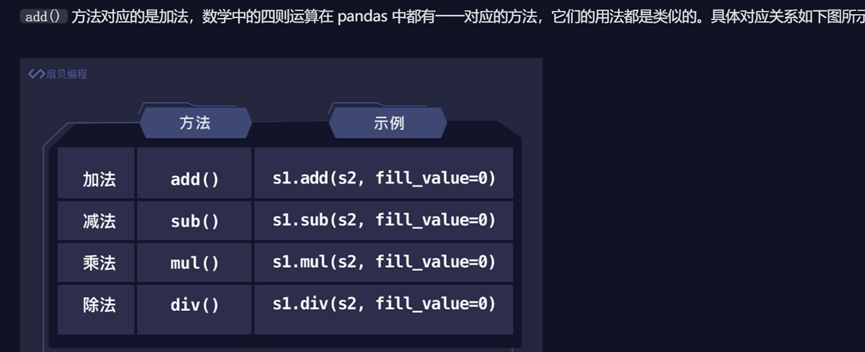 add() 方法对应的是加法，数学中的四则运算在 pandas 中都有一一对应的方法，它们的用法都是类似的。具体对应关系如下图所示
扇贝编程
方法 示例
加法 add() s1.add(s2, fill_value=0)
减法 sub() s1.sub(s2, fill_value=0)
乘法 mul() s1.mul(s2, fill_value=0)
除法 div() s1.div(s2, fill_value=0)